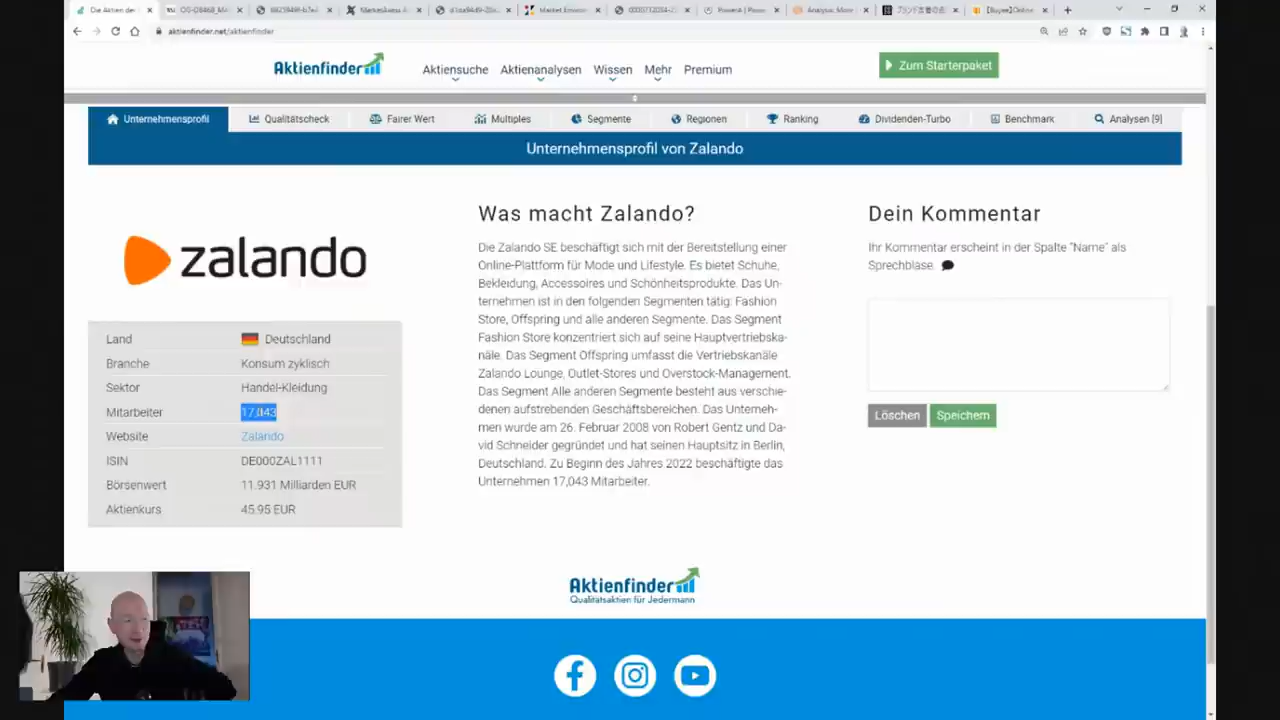 Die Aktien der
aktienfinder.net/aktienfinder
Aktienfinder
Aktiensuche Aktienanalysen Wissen Mehr Premium
Zum Starterpaket
Unternehmensprofil Qualitätscheck Fairer Wert Multiples Segmente Regionen Ranking Dividenden-Turbo Benchmark Analysen [9]
Unternehmensprofil von Zalando
zalando
Land Deutschland
Branche Konsum zyklisch
Sektor Handel-Kleidung
Mitarbeiter 17,043
Website Zalando
ISIN DE000ZAL1111
Börsenwert 11.931 Milliarden EUR
Aktienkurs 45.95 EUR
Was macht Zalando?
Die Zalando SE beschäftigt sich mit der Bereitstellung einer
Online-Plattform für Mode und Lifestyle. Es bietet Schuhe,
Bekleidung, Accessoires und Schönheitsprodukte. Das Un-
ternehmen ist in den folgenden Segmenten tätig: Fashion
Store, Offspring und alle anderen Segmente. Das Segment
Fashion Store konzentriert sich auf seine Hauptvertriebska-
näle. Das Segment Offspring umfasst die Vertriebskanäle
Zalando Lounge, Outlet-Stores und Overstock-Management.
Das Segment Alle anderen Segmente besteht aus verschie-
denen aufstrebenden Geschäftsbereichen. Das Unterneh-
men wurde am 26. Februar 2008 von Robert Gentz und Da-
vid Schneider gegründet und hat seinen Hauptsitz in Berlin,
Deutschland. Zu Beginn des Jahres 2022 beschäftigte das
Unternehmen 17,043 Mitarbeiter.
Dein Kommentar
Ihr Kommentar erscheint in der Spalte "Name" als
Sprechblase.
Löschen Speichern
Aktienfinder
Qualitätsaktien für Jedermann